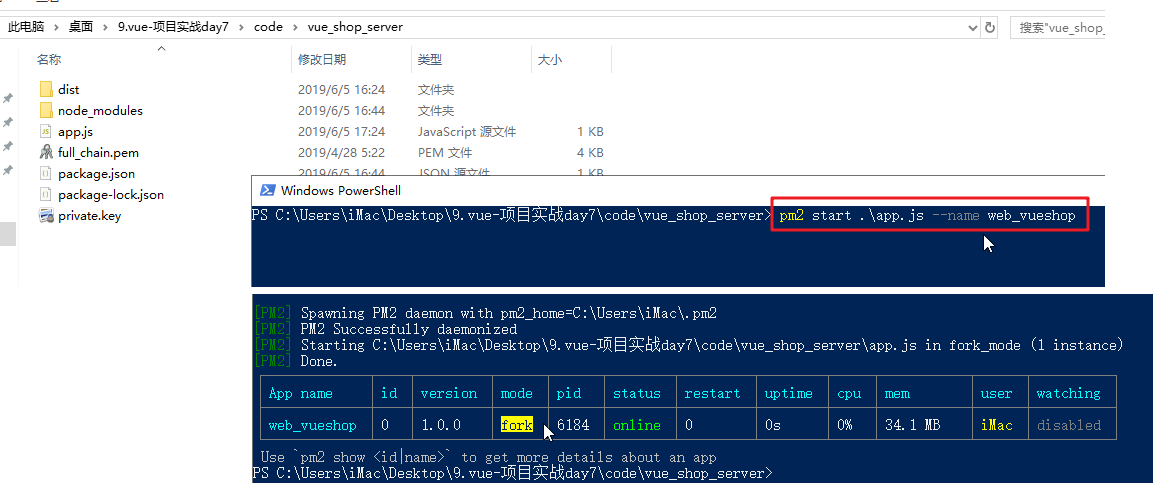 此电脑 > 桌面 > 9.vue-项目实战day7 > code > vue_shop_server 搜索"vue_shop_
名称 修改日期 类型 大小
dist 2019/6/5 16:24 文件夹
node_modules 2019/6/5 16:44 文件夹
app.js 2019/6/5 17:24 JavaScript 源文件 1 KB
full_chain.pem 2019/4/28 5:22 PEM 文件 4 KB
package.json 2019/6/5 16:44 JSON 源文件 1 KB
package-lock.json
private.key
Windows PowerShell
PS C:\Users\iMac\Desktop\9.vue-项目实战day7\code\vue_shop_server> pm2 start .\app.js --name web_vueshop
[PM2] Spawning PM2 daemon with pm2_home=C:\Users\iMac\.pm2
[PM2] PM2 Successfully daemonized
[PM2] Starting C:\Users\iMac\Desktop\9.vue-项目实战day7\code\vue_shop_server\app.js in fork_mode (1 instance)
[PM2] Done.
App name id version mode pid status restart uptime cpu mem user watching
web_vueshop 0 1.0.0 fork 6184 online 0 0s 0% 34.1 MB iMac disabled
Use `pm2 show <id|name>` to get more details about an app
PS C:\Users\iMac\Desktop\9.vue-项目实战day7\code\vue_shop_server>